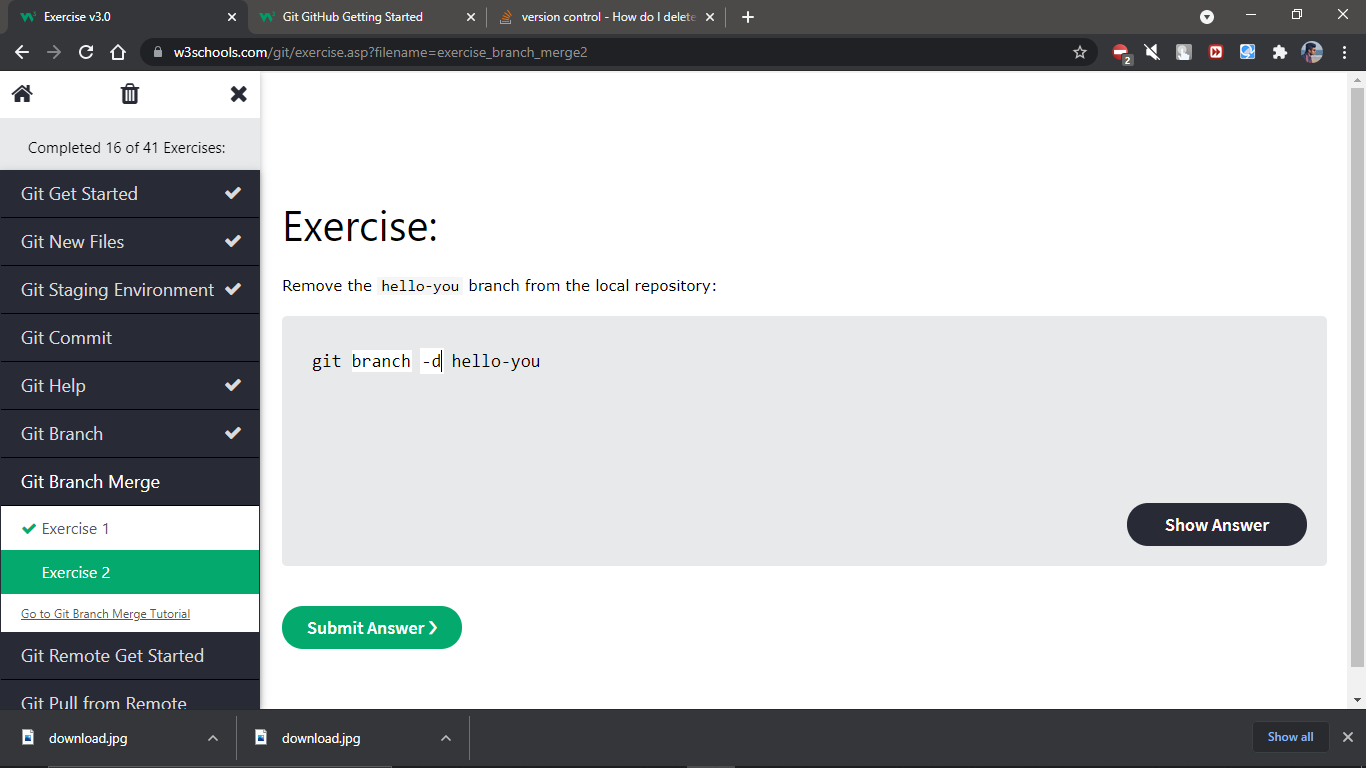 Exercise v3.0
Git GitHub Getting Started
version control - How do I delete
w3schools.com/git/exercise.asp?filename=exercise_branch_merge2
2
Completed 16 of 41 Exercises:
Git Get Started
Git New Files
Git Staging Environment
Git Commit
Git Help
Git Branch
Git Branch Merge
Exercise 1
Exercise 2
Go to Git Branch Merge Tutorial
Git Remote Get Started
Git Pull from Remote
Exercise:
Remove the hello-you branch from the local repository:
git branch -d hello-you
Show Answer
Submit Answer ❯
download.jpg
download.jpg
Show all